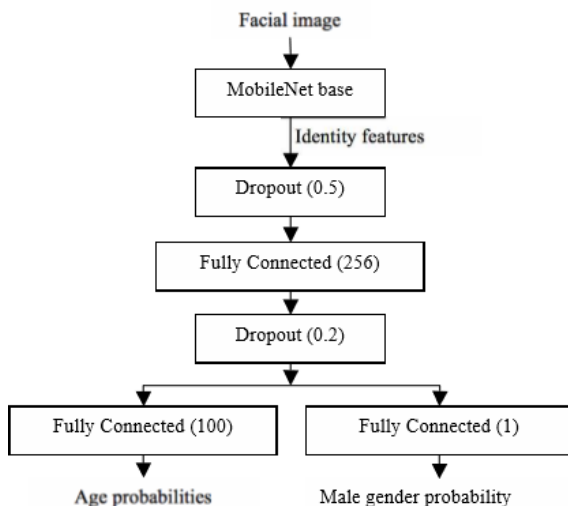 Facial image
MobileNet base
Identity features
Dropout (0.5)
Fully Connected (256)
Dropout (0.2)
Fully Connected (100)
Fully Connected (1)
Age probabilities
Male gender probability